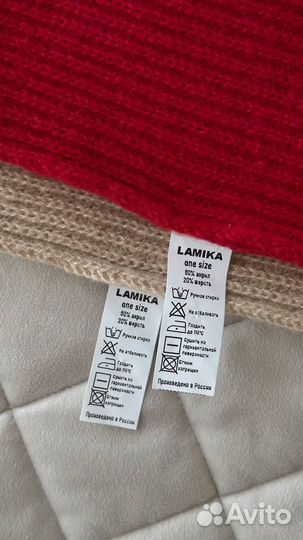 LAMIKA
one size
80% акрил
20% шерсть
Ручная стирка
Не отбеливать
Гладить
до 110°C
Сушить на
горизонтальной
поверхности
Отжим
запрещен
Произведено в России
LAMIKA
one size
80% акрил
20% шерсть
Ручная стирка
Не отбеливать
Гладить
до 110°C
Сушить на
горизонтальной
поверхности
Отжим
запрещен
Произведено в России
Avito